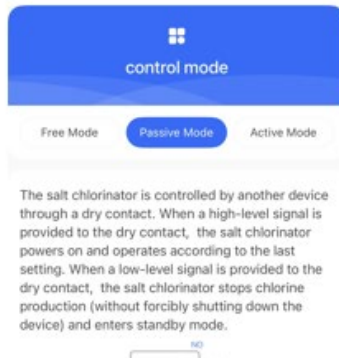 control mode
Free Mode Passive Mode Active Mode
The salt chlorinator is controlled by another device
through a dry contact. When a high-level signal is
provided to the dry contact, the salt chlorinator
powers on and operates according to the last
setting. When a low-level signal is provided to the
dry contact, the salt chlorinator stops chlorine
production (without forcibly shutting down the
device) and enters standby mode.
NO